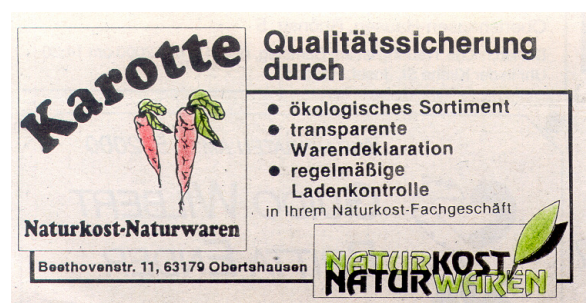 Karotte
Naturkost-Naturwaren
Beethovenstr. 11, 63179 Obertshausen
Qualitätssicherung
durch
● ökologisches Sortiment
● transparente
Warendeklaration
● regelmäßige
Ladenkontrolle
in Ihrem Naturkost-Fachgeschäft
NATURKOST
NATURWAREN